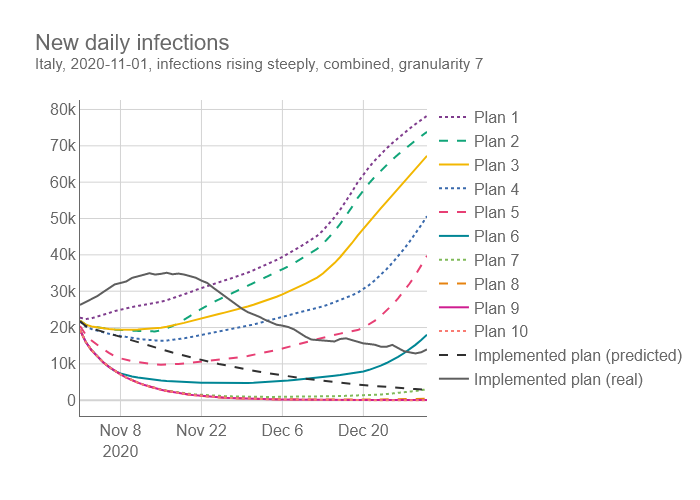 New daily infections
Italy, 2020-11-01, infections rising steeply, combined, granularity 7
80k
70k
60k
50k
40k
30k
20k
10k
0
Nov 8
2020
Nov 22
Dec 6
Dec 20
Plan 1
Plan 2
Plan 3
Plan 4
Plan 5
Plan 6
Plan 7
Plan 8
Plan 9
Plan 10
Implemented plan (predicted)
Implemented plan (real)